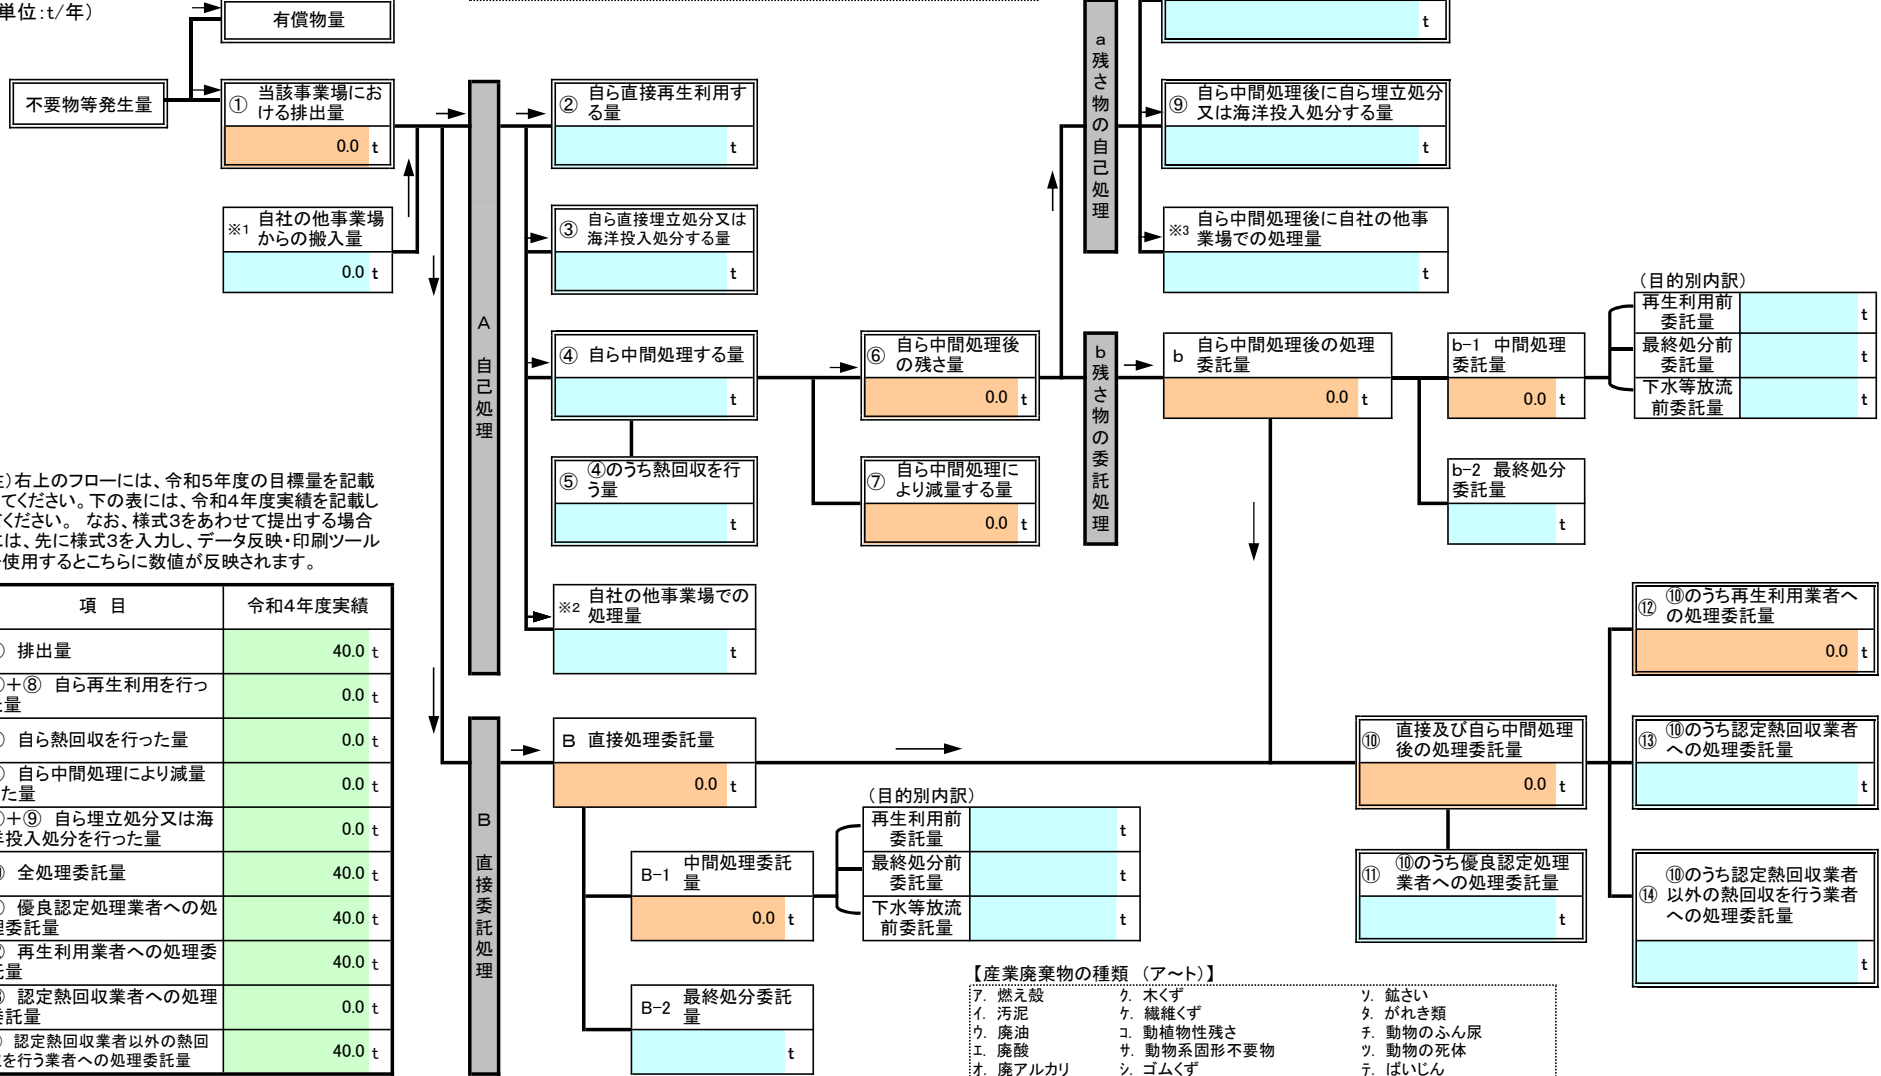 単位：t/年）
有償物量
不要物等発生量
① 当該事業場にお
ける排出量
0.0 t
※1 自社の他事業場
からの搬入量
0.0 t
A 自己処理
② 自ら直接再生利用す
る量
t
③ 自ら直接埋立処分又は
海洋投入処分する量
t
④ 自ら中間処理する量
t
⑤ ④のうち熱回収を行
う量
t
※2 自社の他事業場での
処理量
t
⑥ 自ら中間処理後
の残さ量
0.0 t
⑦ 自ら中間処理に
より減量する量
0.0 t
a 残さ物の自己処理
t
⑨ 自ら中間処理後に自ら埋立処分
又は海洋投入処分する量
t
※3 自ら中間処理後に自社の他事
業場での処理量
t
b 残さ物の委託処理
b 自ら中間処理後の処理
委託量
0.0 t
b-1 中間処理
委託量
0.0 t
b-2 最終処分
委託量
t
（目的別内訳）
再生利用前
委託量
t
最終処分前
委託量
t
下水等放流
前委託量
t
）右上のフローには、令和5年度の目標量を記載
てください。下の表には、令和4年度実績を記載し
ください。 なお、様式3をあわせて提出する場合
は、先に様式3を入力し、データ反映・印刷ツール
使用するとこちらに数値が反映されます。
項 目 令和4年度実績
排出量 40.0 t
＋⑧ 自ら再生利用を行っ
量 0.0 t
自ら熱回収を行った量 0.0 t
自ら中間処理により減量
た量 0.0 t
＋⑨ 自ら埋立処分又は海
投入処分を行った量 0.0 t
全処理委託量 40.0 t
優良認定処理業者への処
委託量 40.0 t
再生利用業者への処理委
量 40.0 t
認定熱回収業者への処理
託量 0.0 t
認定熱回収業者以外の熱回
を行う業者への処理委託量 40.0 t
B 直接委託処理
B 直接処理委託量
0.0 t
B-1 中間処理委託
量
0.0 t
B-2 最終処分委託
量
t
（目的別内訳）
再生利用前
委託量
t
最終処分前
委託量
t
下水等放流
前委託量
t
⑩ 直接及び自ら中間処理
後の処理委託量
0.0 t
⑪ ⑩のうち優良認定処理
業者への処理委託量
t
⑫ ⑩のうち再生利用業者へ
の処理委託量
0.0 t
⑬ ⑩のうち認定熱回収業者
への処理委託量
t
⑭ ⑩のうち認定熱回収業者
以外の熱回収を行う業者
への処理委託量
t
【産業廃棄物の種類 （ア～ト）】
ア. 燃え殻 ク. 木くず ソ. 鉱さい
イ. 汚泥 ケ. 繊維くず タ. がれき類
ウ. 廃油 コ. 動植物性残さ チ. 動物のふん尿
エ. 廃酸 サ. 動物系固形不要物 ツ. 動物の死体
オ. 廃アルカリ シ. ゴムくず テ. ばいじん